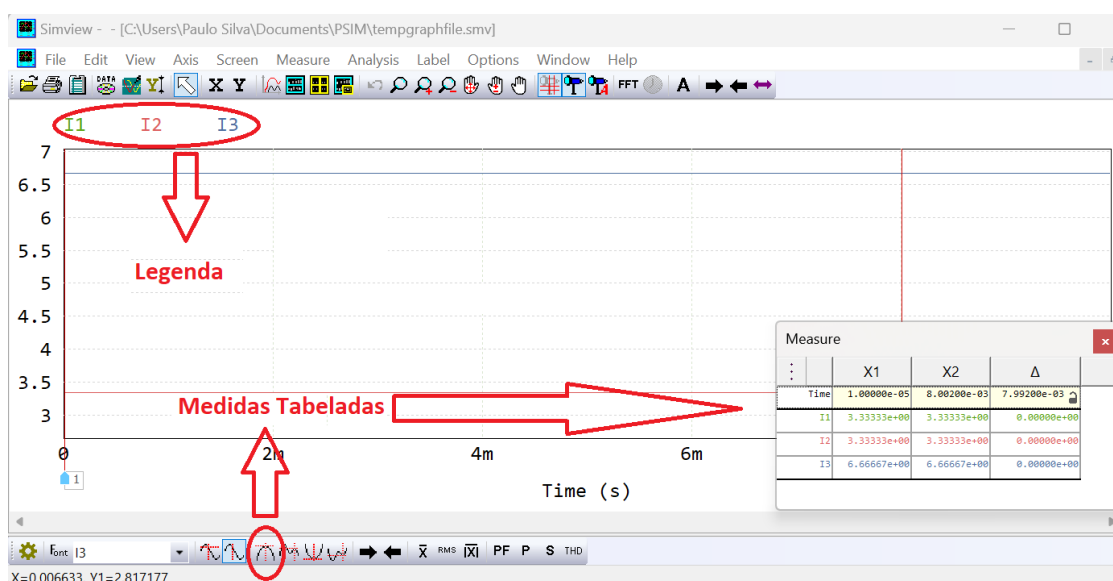 Simview - - [C:\Users\Paulo Silva\Documents\PSIM\tempgraphfile.smv]
File Edit View Axis Screen Measure Analysis Label Options Window Help
DATA Y X Y FFT A
I1 I2 I3
7
6.5
6
5.5
Legenda
5
4.5
4
Measure
X1 X2 Δ
3.5
Time 1.00000e-05 8.00200e-03 7.99200e-03
Medidas Tabeladas
3
I1 3.33333e+00 3.33333e+00 0.00000e+00
I2 3.33333e+00 3.33333e+00 0.00000e+00
0 2m 4m 6m
I3 6.66667e+00 6.66667e+00 0.00000e+00
1
Time (s)
Font I3 X RMS |X| PF P S THD
X=0.006633 Y1=2.817177